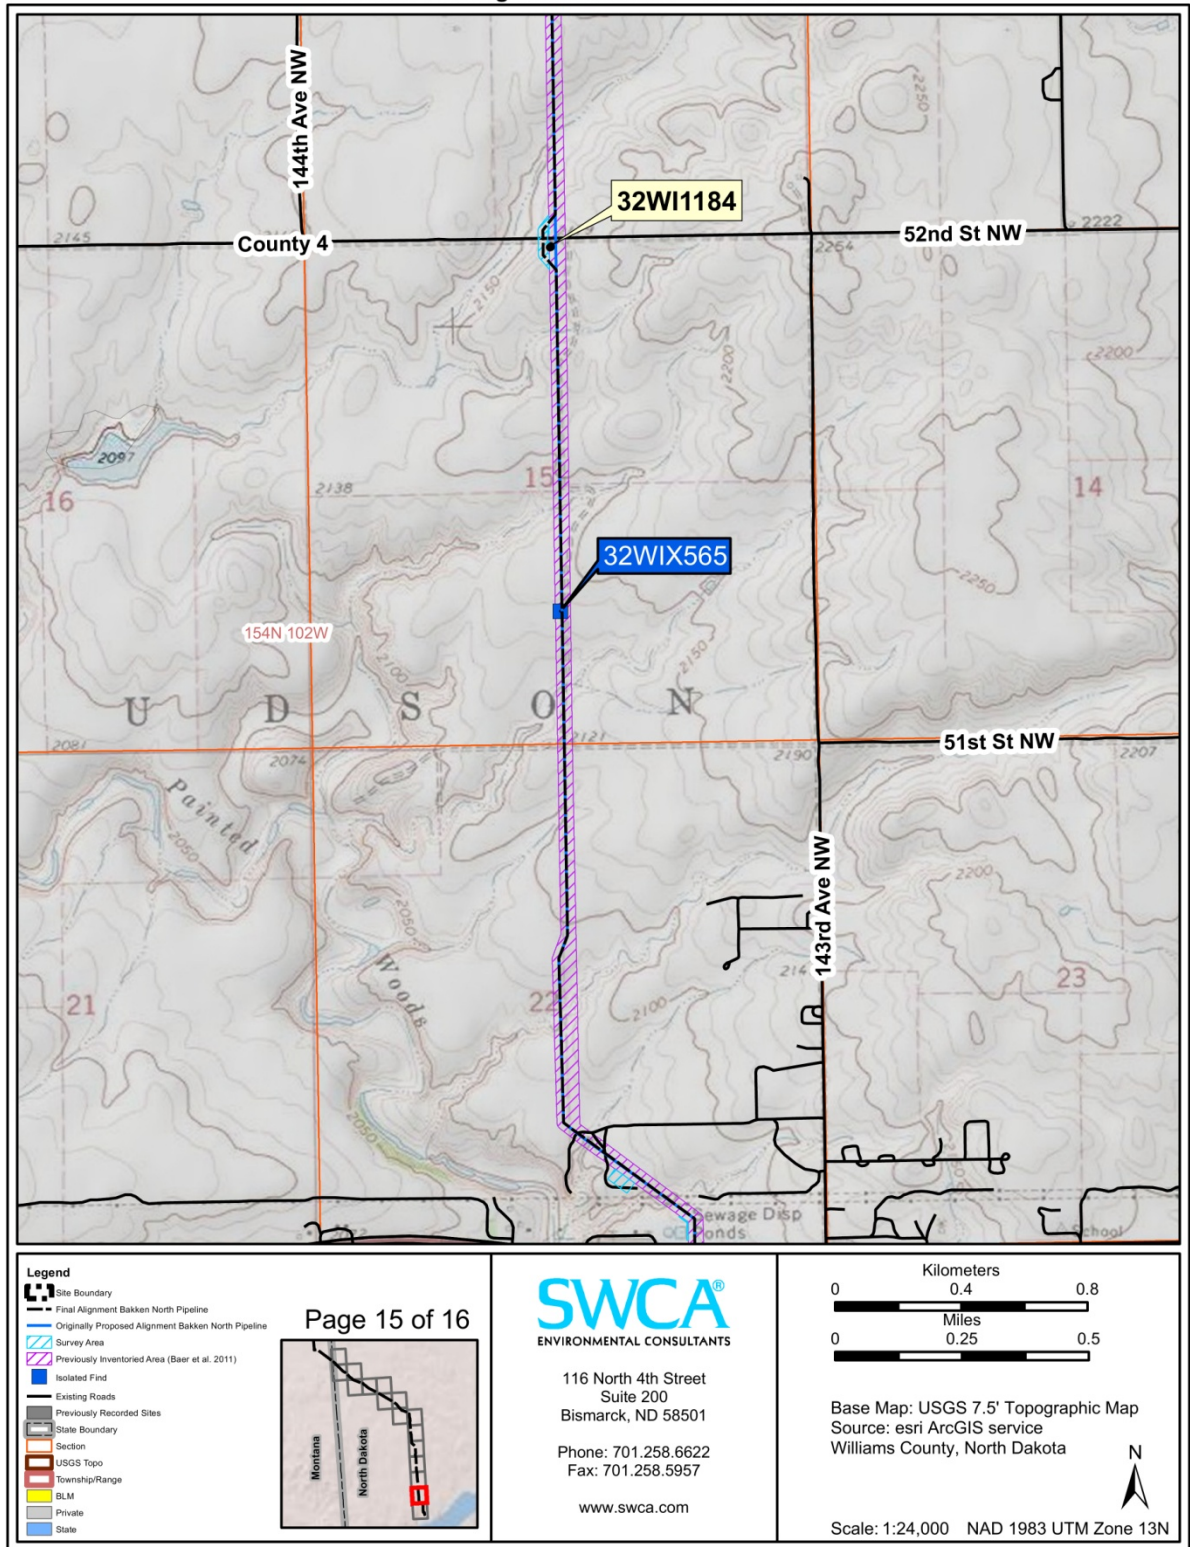 144th Ave NW
2250
32WI1184
2145
County 4
2264
52nd St NW
2222
2150
2200
2200
2097
16
2138
15
14
32WIX565
2250
154N 102W
2100
2150
U D S O N
2081
2074
2121
2190
51st St NW
2207
Painted
2050
2200
143rd Ave NW
2050
Woods
214
21
22
2100
23
2050
ewage Disp
onds
School
Legend
Site Boundary
Final Alignment Bakken North Pipeline
Originally Proposed Alignment Bakken North Pipeline
Survey Area
Previously Inventoried Area (Baer et al. 2011)
Isolated Find
Existing Roads
Previously Recorded Sites
State Boundary
Section
USGS Topo
Township/Range
BLM
Private
State
Page 15 of 16
Montana
North Dakota
SWCA®
ENVIRONMENTAL CONSULTANTS
116 North 4th Street
Suite 200
Bismarck, ND 58501
Phone: 701.258.6622
Fax: 701.258.5957
www.swca.com
Kilometers
0 0.4 0.8
Miles
0 0.25 0.5
Base Map: USGS 7.5' Topographic Map
Source: esri ArcGIS service
Williams County, North Dakota
N
Scale: 1:24,000 NAD 1983 UTM Zone 13N